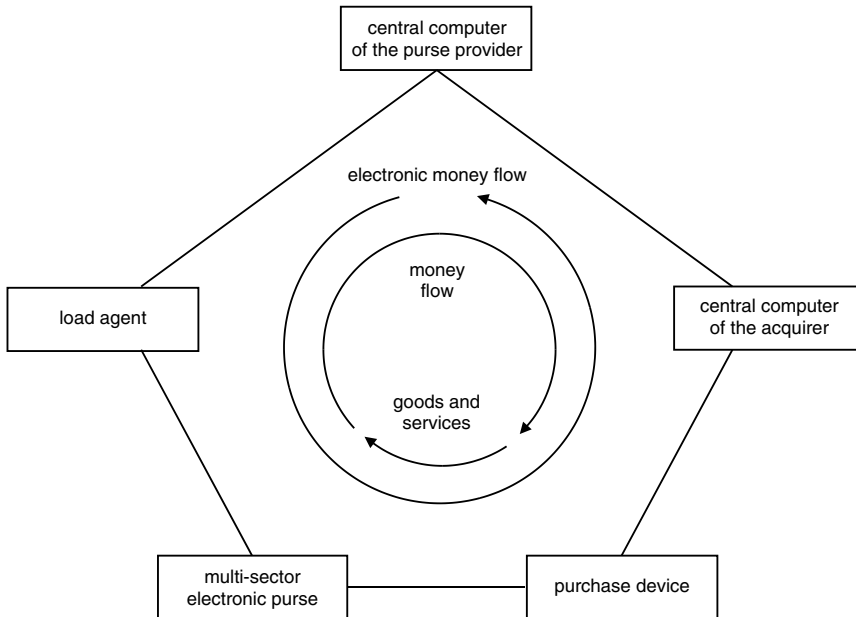 central computer
of the purse provider
electronic money flow
money
flow
load agent
central computer
of the acquirer
goods and
services
multi-sector
electronic purse
purchase device